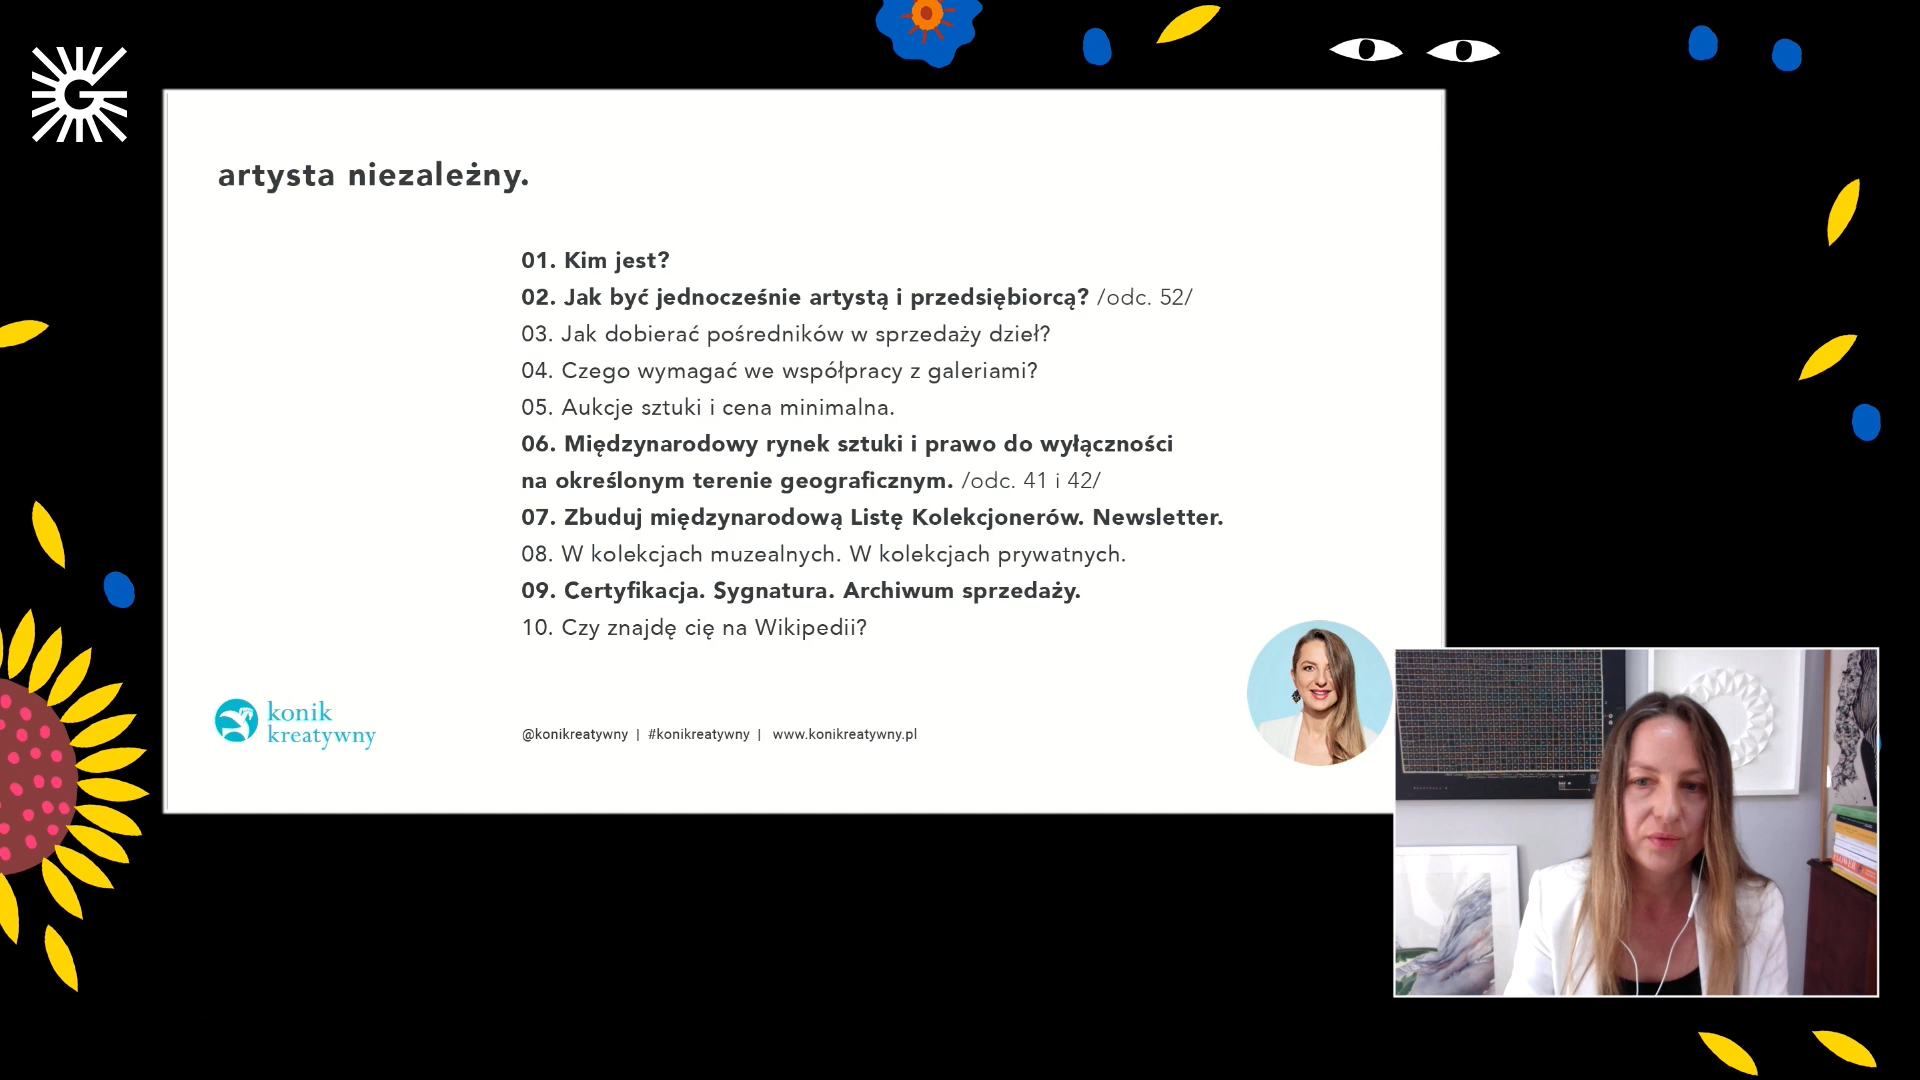 artysta niezależny.
01. Kim jest?
02. Jak być jednocześnie artystą i przedsiębiorcą? /odc. 52/
03. Jak dobierać pośredników w sprzedaży dzieł?
04. Czego wymagać we współpracy z galeriami?
05. Aukcje sztuki i cena minimalna.
06. Międzynarodowy rynek sztuki i prawo do wyłączności
na określonym terenie geograficznym. /odc. 41 i 42/
07. Zbuduj międzynarodową Listę Kolekcjonerów. Newsletter.
08. W kolekcjach muzealnych. W kolekcjach prywatnych.
09. Certyfikacja. Sygnatura. Archiwum sprzedaży.
10. Czy znajdę cię na Wikipedii?
konik
kreatywny
@konikreatywny | #konikreatywny | www.konikreatywny.pl